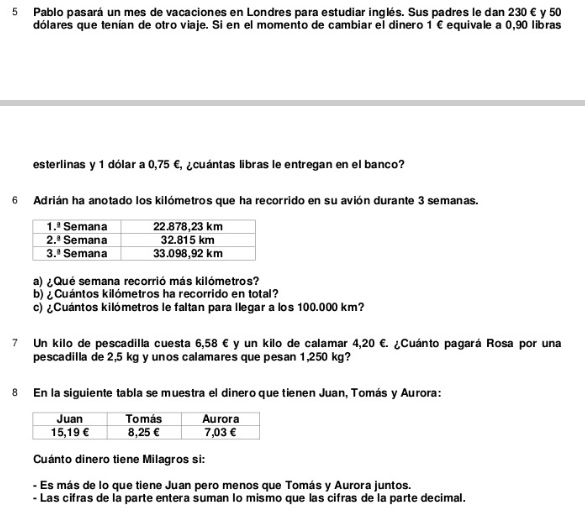 5 Pablo pasará un mes de vacaciones en Londres para estudiar inglés. Sus padres le dan 230 € y 50
dólares que tenían de otro viaje. Si en el momento de cambiar el dinero 1 € equivale a 0,90 libras
esterlinas y 1 dólar a 0,75 €, ¿cuántas libras le entregan en el banco?
6 Adrián ha anotado los kilómetros que ha recorrido en su avión durante 3 semanas.
1.ª Semana 22.878,23 km
2.ª Semana 32.815 km
3.ª Semana 33.098,92 km
a) ¿Qué semana recorrió más kilómetros?
b) ¿Cuántos kilómetros ha recorrido en total?
c) ¿Cuántos kilómetros le faltan para llegar a los 100.000 km?
7 Un kilo de pescadilla cuesta 6,58 € y un kilo de calamar 4,20 €. ¿Cuánto pagará Rosa por una
pescadilla de 2,5 kg y unos calamares que pesan 1,250 kg?
8 En la siguiente tabla se muestra el dinero que tienen Juan, Tomás y Aurora:
Juan Tomás Aurora
15,19 € 8,25 € 7,03 €
Cuánto dinero tiene Milagros si:
- Es más de lo que tiene Juan pero menos que Tomás y Aurora juntos.
- Las cifras de la parte entera suman lo mismo que las cifras de la parte decimal.